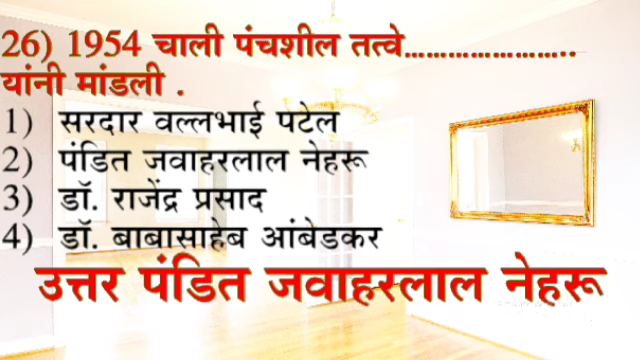 26) 1954 चाली पंचशील तत्वे.......................
यांनी मांडली .
1) सरदार वल्लभाई पटेल
2) पंडित जवाहरलाल नेहरू
3) डॉ. राजेंद्र प्रसाद
4) डॉ. बाबासाहेब आंबेडकर
उत्तर पंडित जवाहरलाल नेहरू